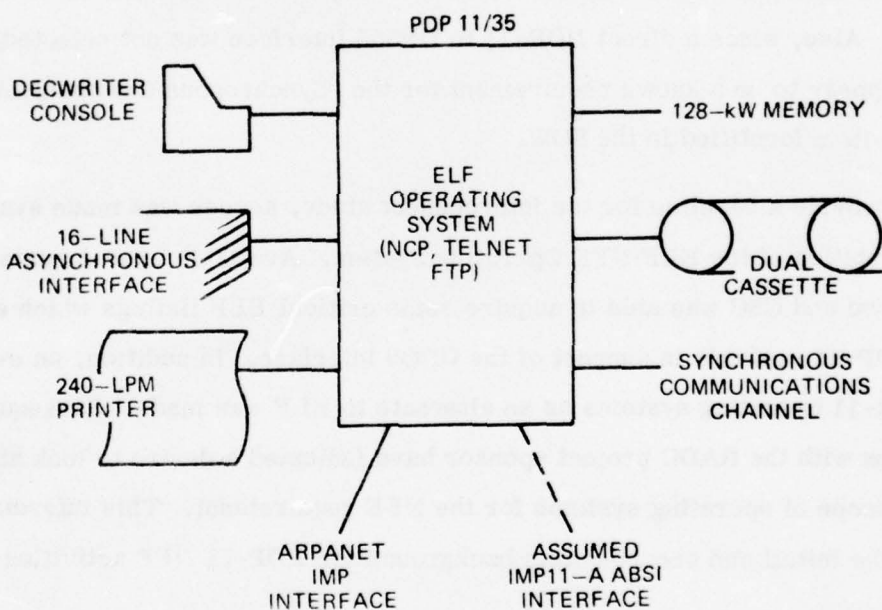 PDP 11/35
DECWRITER
CONSOLE
16-LINE
ASYNCHRONOUS
INTERFACE
240-LPM
PRINTER
ELF
OPERATING
SYSTEM
(NCP, TELNET
FTP)
128-kW MEMORY
DUAL
CASSETTE
SYNCHRONOUS
COMMUNICATIONS
CHANNEL
ARPANET
IMP
INTERFACE
ASSUMED
IMP11-A ABSI
INTERFACE